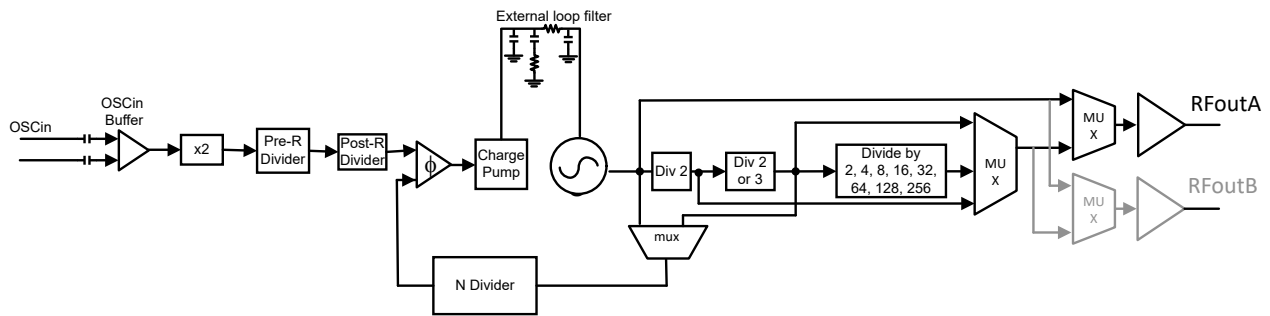 External loop filter
OSCin
OSCin
Buffer
x2
Pre-R
Divider
Post-R
Divider
ϕ
Charge
Pump
Div 2
Div 2
or 3
Divide by
2, 4, 8, 16, 32,
64, 128, 256
MU
X
MU
X
RFoutA
MU
X
RFoutB
mux
N Divider